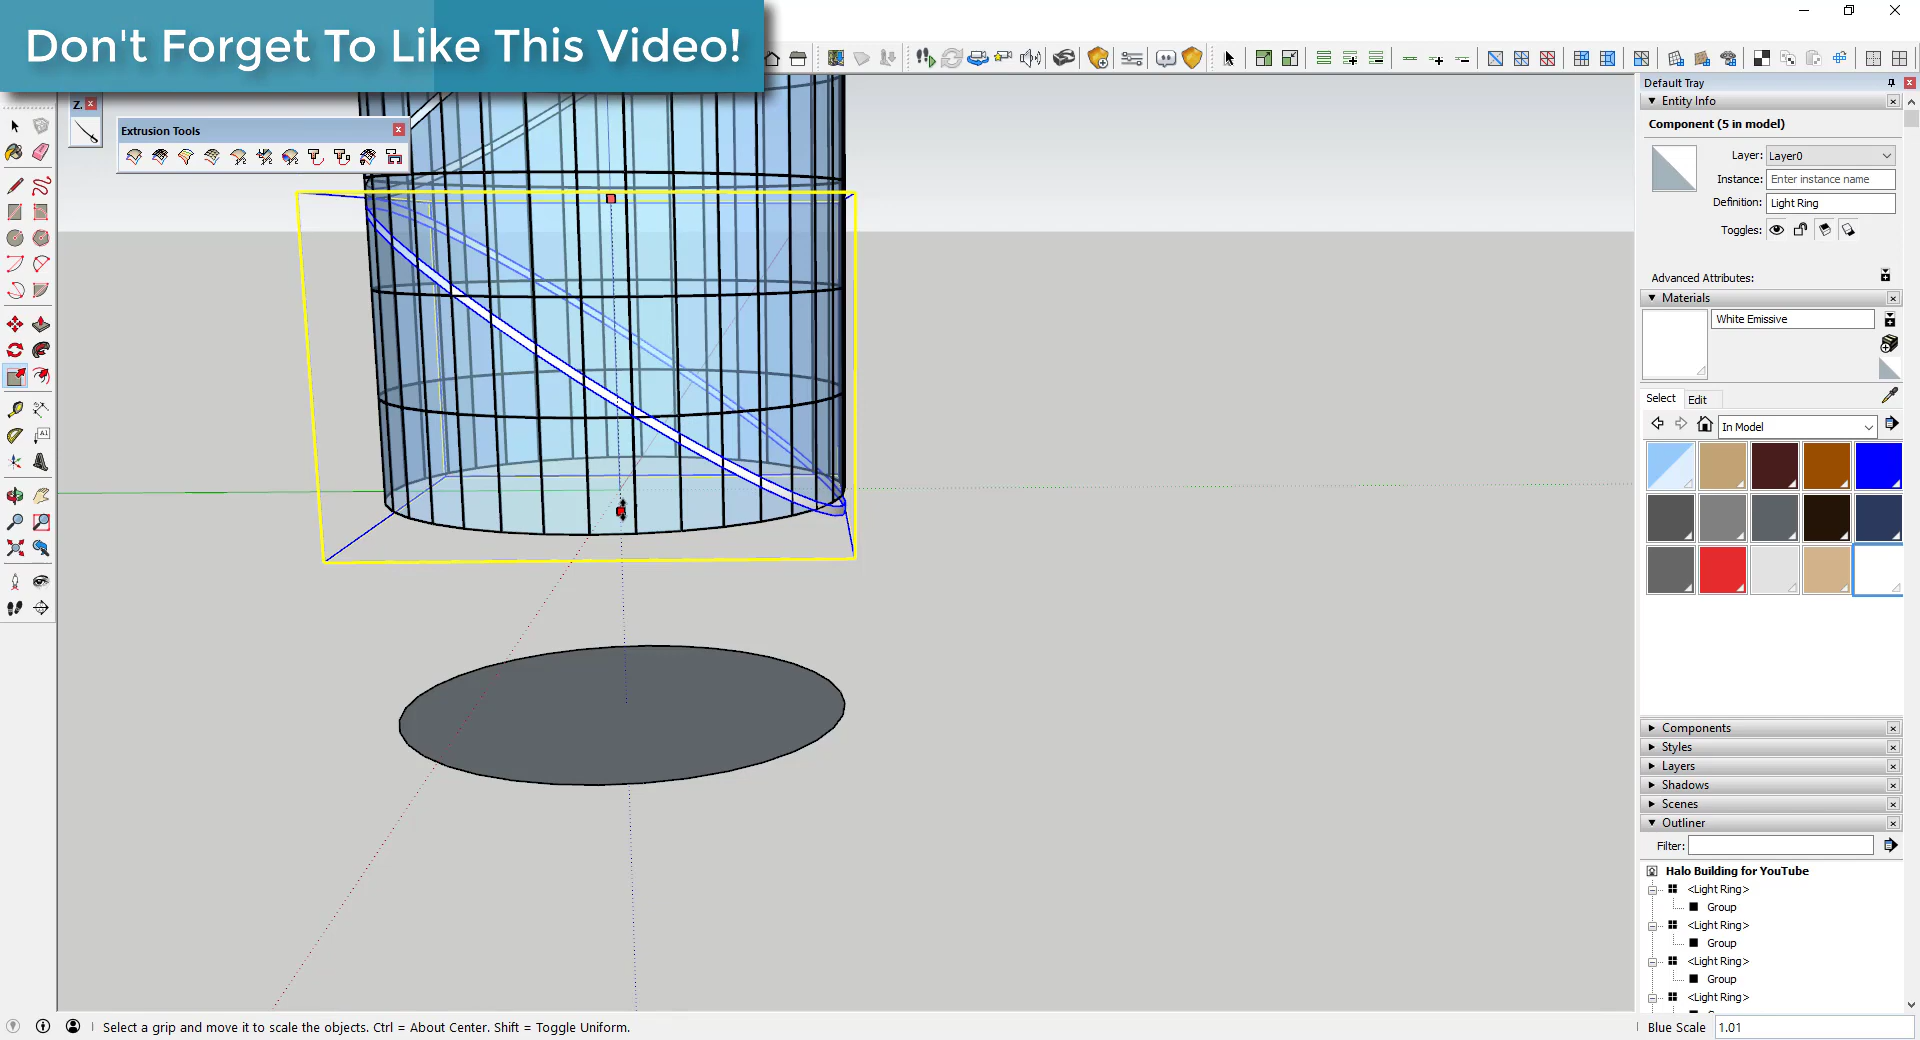 Don't Forget To Like This Video!
Z.
Extrusion Tools
Default Tray
Entity Info
Component (5 in model)
Layer: Layer0
Instance: Enter instance name
Definition: Light Ring
Toggles:
Advanced Attributes:
Materials
White Emissive
Select Edit
In Model
Components
Styles
Layers
Shadows
Scenes
Outliner
Filter:
Halo Building for YouTube
<Light Ring>
Group
<Light Ring>
Group
<Light Ring>
Group
<Light Ring>
Select a grip and move it to scale the objects. Ctrl = About Center. Shift = Toggle Uniform.
Blue Scale 1.01